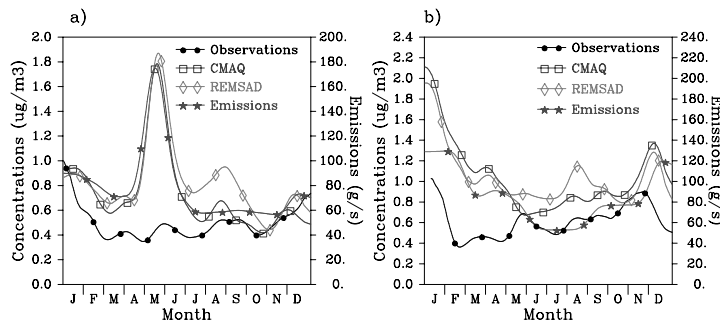 a)
Concentrations (ug/m3)
2.0
1.8
1.6
1.4
1.2
1.0
0.8
0.6
0.4
0.2
0.0
Observations
CMAQ
REMSAD
Emissions
200.
180.
160.
140.
120.
100.
80.
60.
40.
20.
0.
Emissions (g/s)
J F M A M J J A S O N D
Month
b)
Concentrations (ug/m3)
2.4
2.2
2.0
1.8
1.6
1.4
1.2
1.0
0.8
0.6
0.4
0.2
0.0
Observations
CMAQ
REMSAD
Emissions
240.
220.
200.
180.
160.
140.
120.
100.
80.
60.
40.
20.
0.
Emissions (g/s)
J F M A M J J A S O N D
Month